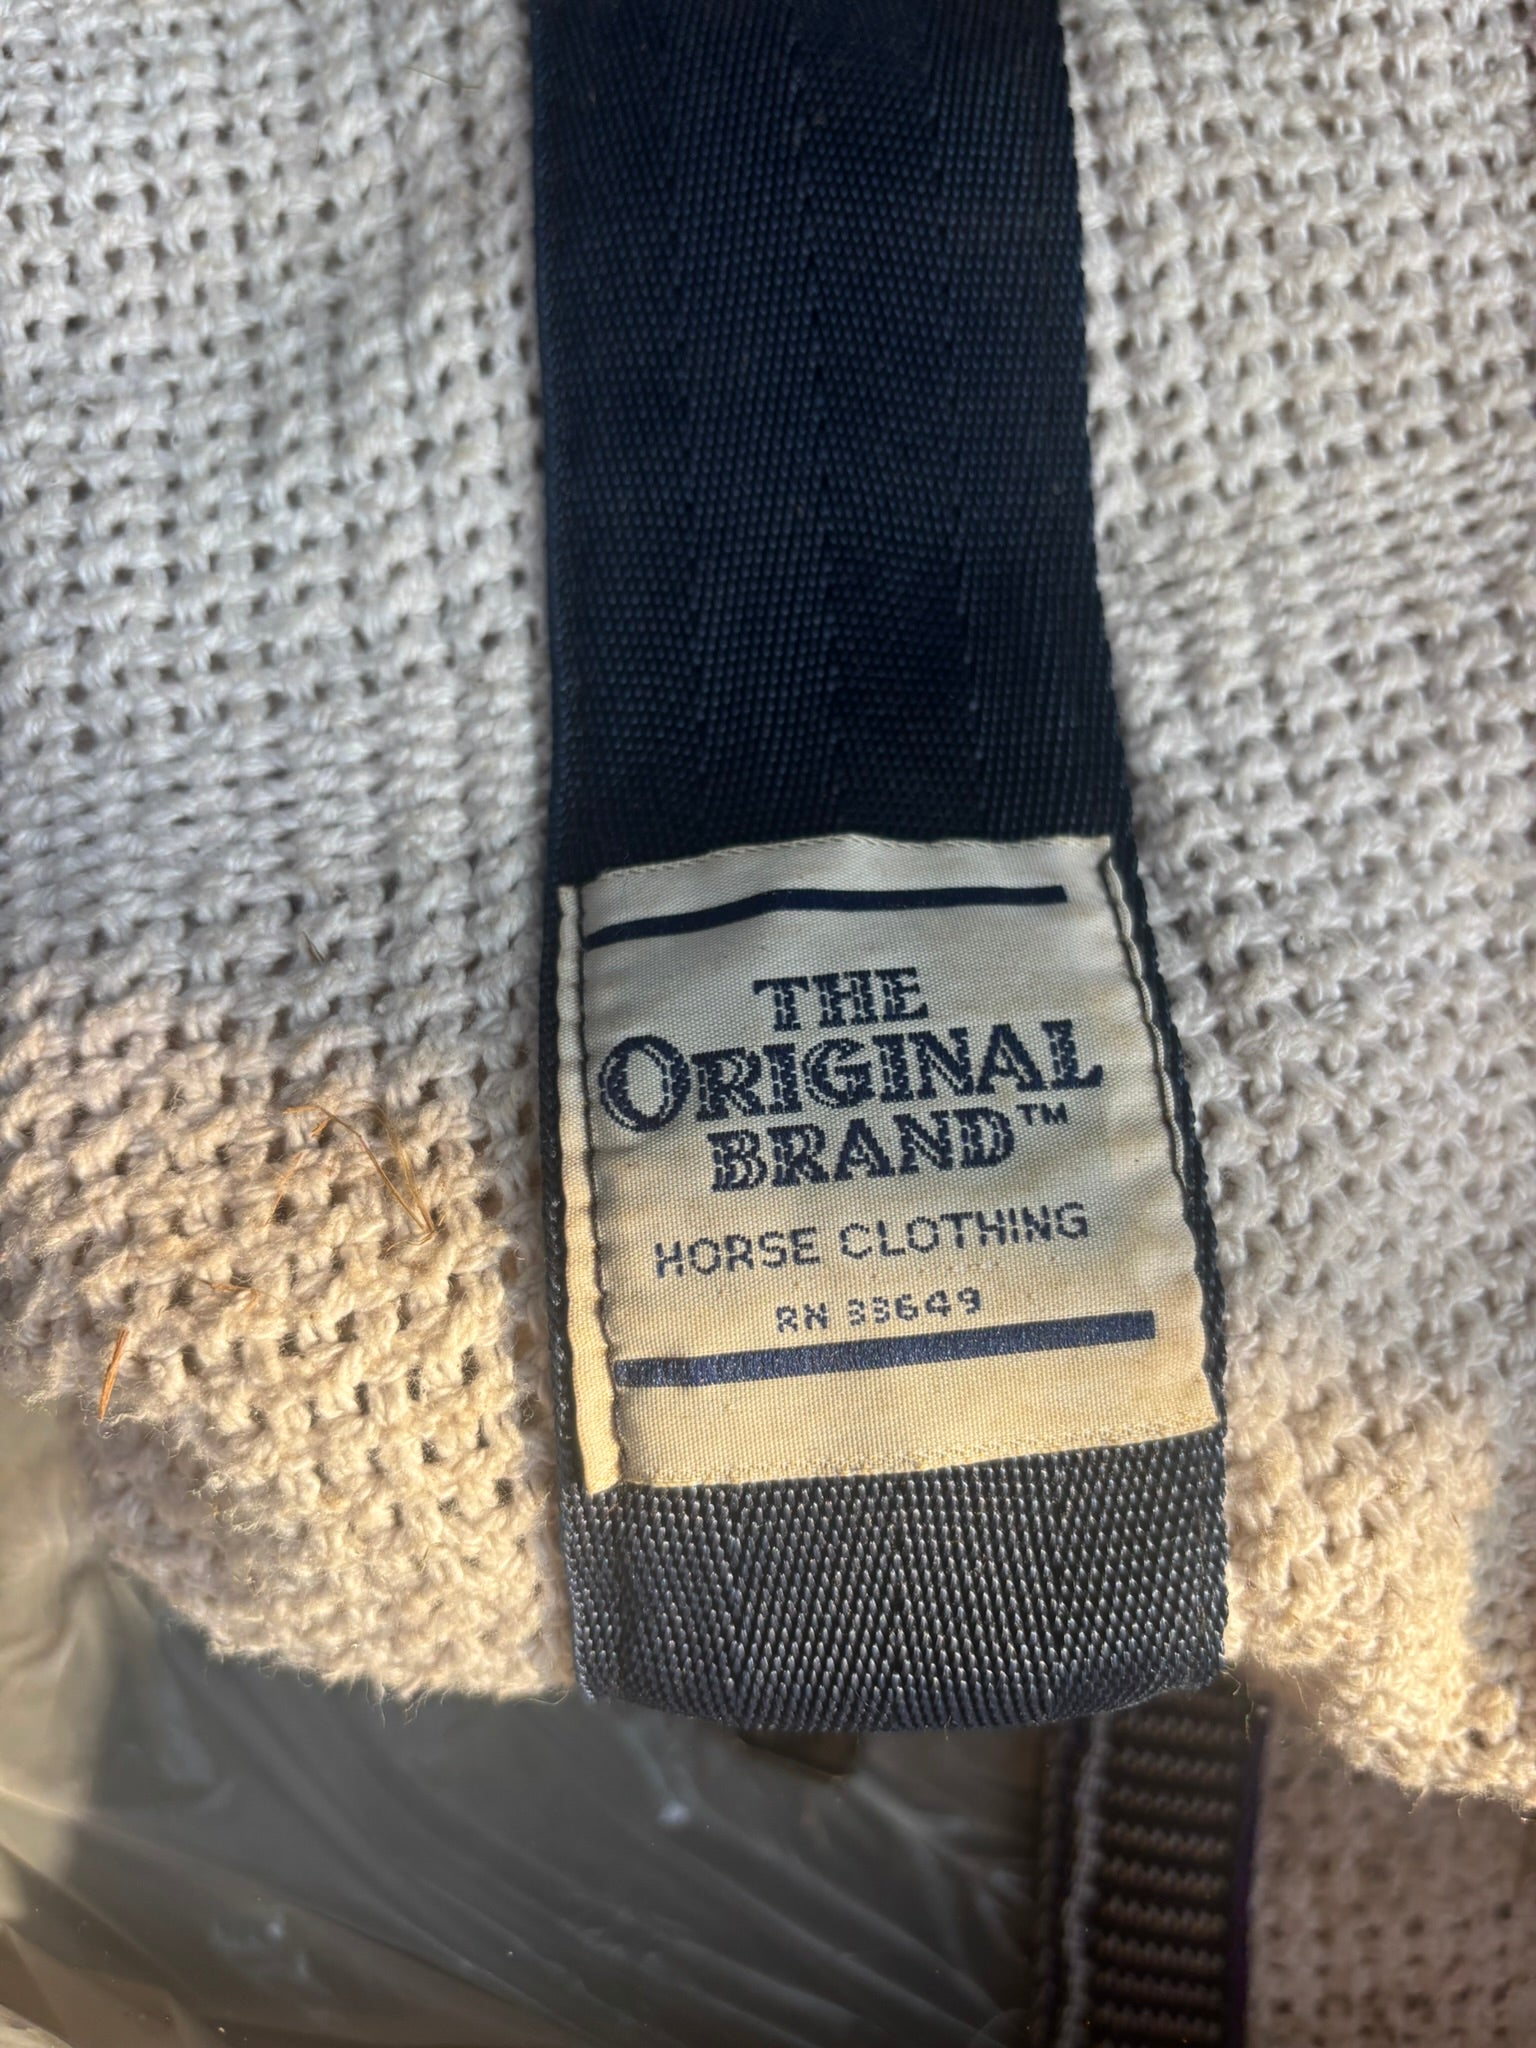 THE
ORIGINAL
BRAND™
HORSE CLOTHING
RN 33649